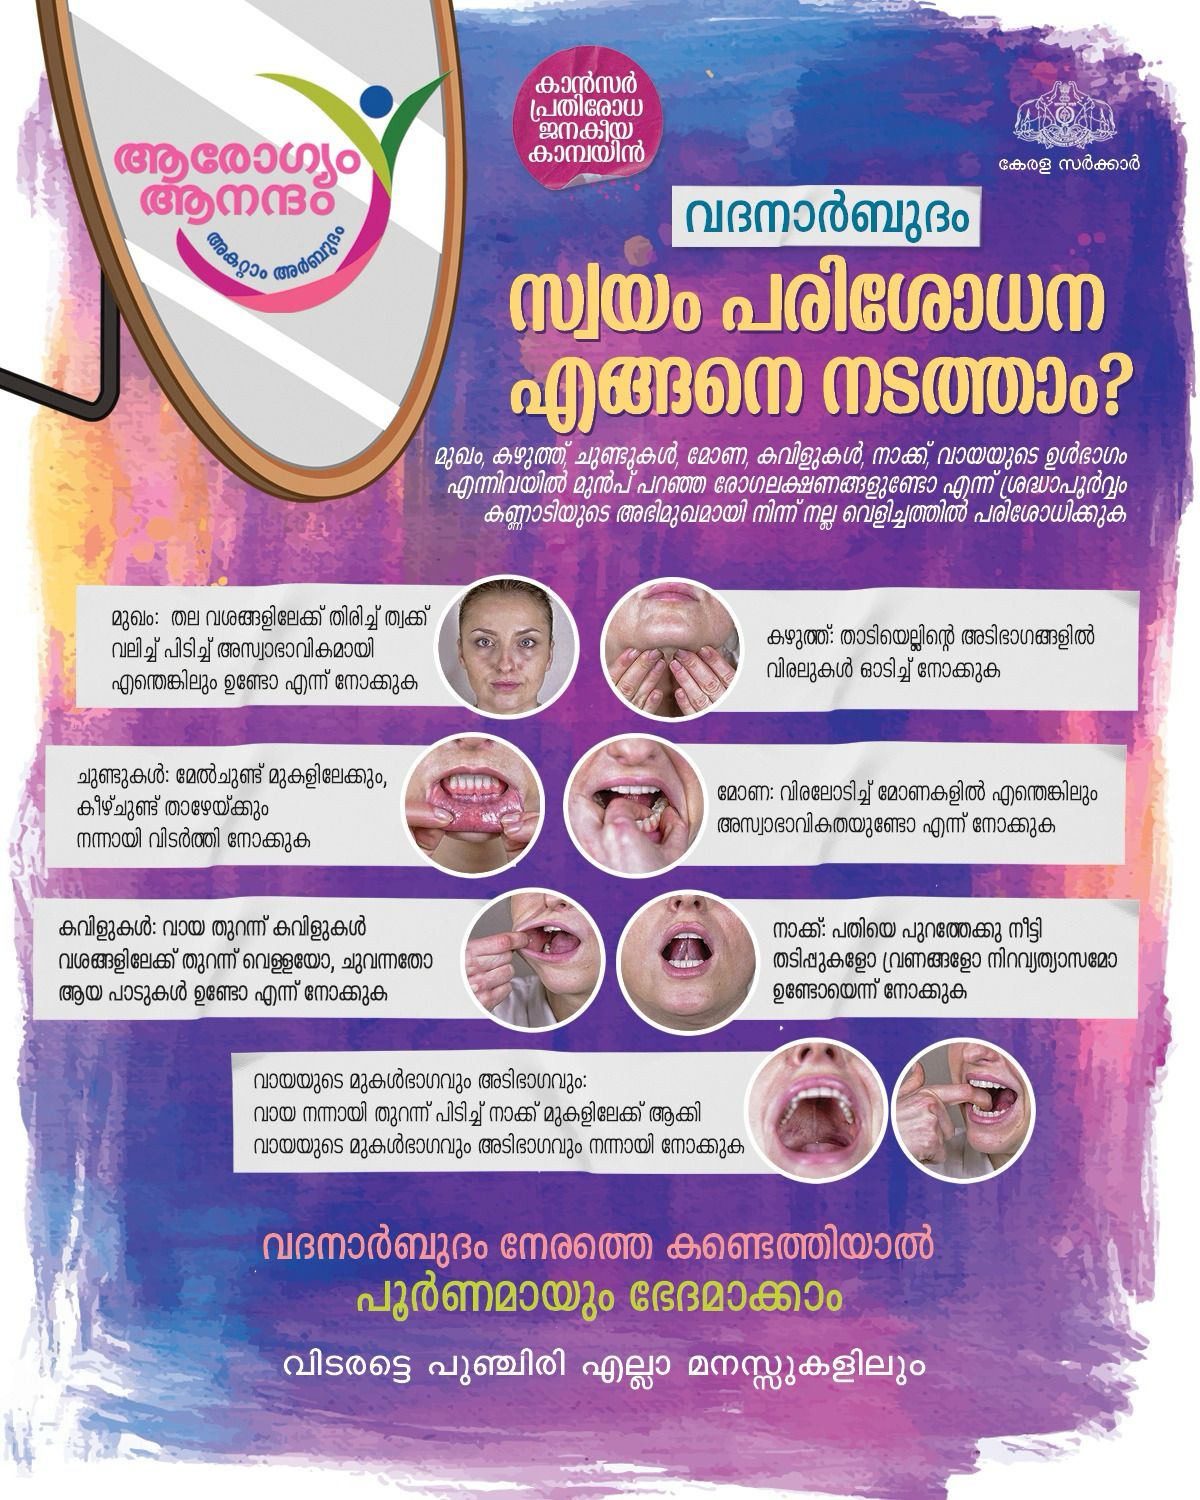 ആരോഗ്യം
ആനന്ദം
അകറ്റാം അർബുദം
കാൻസർ
പ്രതിരോധ
ജനകീയ
കാമ്പയിൻ
കേരള സർക്കാർ
വദനാർബുദം
സ്വയം പരിശോധന
എങ്ങനെ നടത്താം?
മുഖം, കഴുത്ത്, ചുണ്ടുകൾ, മോണ, കവിളുകൾ, നാക്ക്, വായയുടെ ഉൾഭാഗം
എന്നിവയിൽ മുൻപ് പറഞ്ഞ രോഗലക്ഷണങ്ങളുണ്ടോ എന്ന് ശ്രദ്ധാപൂർവ്വം
കണ്ണാടിയുടെ അഭിമുഖമായി നിന്ന് നല്ല വെളിച്ചത്തിൽ പരിശോധിക്കുക
മുഖം: തല വശങ്ങളിലേക്ക് തിരിച്ച് ത്വക്ക്
വലിച്ച് പിടിച്ച് അസ്വാഭാവികമായി
എന്തെങ്കിലും ഉണ്ടോ എന്ന് നോക്കുക
കഴുത്ത്: താടിയെല്ലിന്റെ അടിഭാഗങ്ങളിൽ
വിരലുകൾ ഓടിച്ച് നോക്കുക
ചുണ്ടുകൾ: മേൽചുണ്ട് മുകളിലേക്കും,
കീഴ്ചുണ്ട് താഴേയ്ക്കും
നന്നായി വിടർത്തി നോക്കുക
മോണ: വിരലോടിച്ച് മോണകളിൽ എന്തെങ്കിലും
അസ്വാഭാവികതയുണ്ടോ എന്ന് നോക്കുക
കവിളുകൾ: വായ തുറന്ന് കവിളുകൾ
വശങ്ങളിലേക്ക് തുറന്ന് വെള്ളയോ, ചുവന്നതോ
ആയ പാടുകൾ ഉണ്ടോ എന്ന് നോക്കുക
നാക്ക്: പതിയെ പുറത്തേക്കു നീട്ടി
തടിപ്പുകളോ വ്രണങ്ങളോ നിറവ്യത്യാസമോ
ഉണ്ടോയെന്ന് നോക്കുക
വായയുടെ മുകൾഭാഗവും അടിഭാഗവും:
വായ നന്നായി തുറന്ന് പിടിച്ച് നാക്ക് മുകളിലേക്ക് ആക്കി
വായയുടെ മുകൾഭാഗവും അടിഭാഗവും നന്നായി നോക്കുക
വദനാർബുദം നേരത്തെ കണ്ടെത്തിയാൽ
പൂർണമായും ഭേദമാക്കാം
വിടരട്ടെ പുഞ്ചിരി എല്ലാ മനസ്സുകളിലും